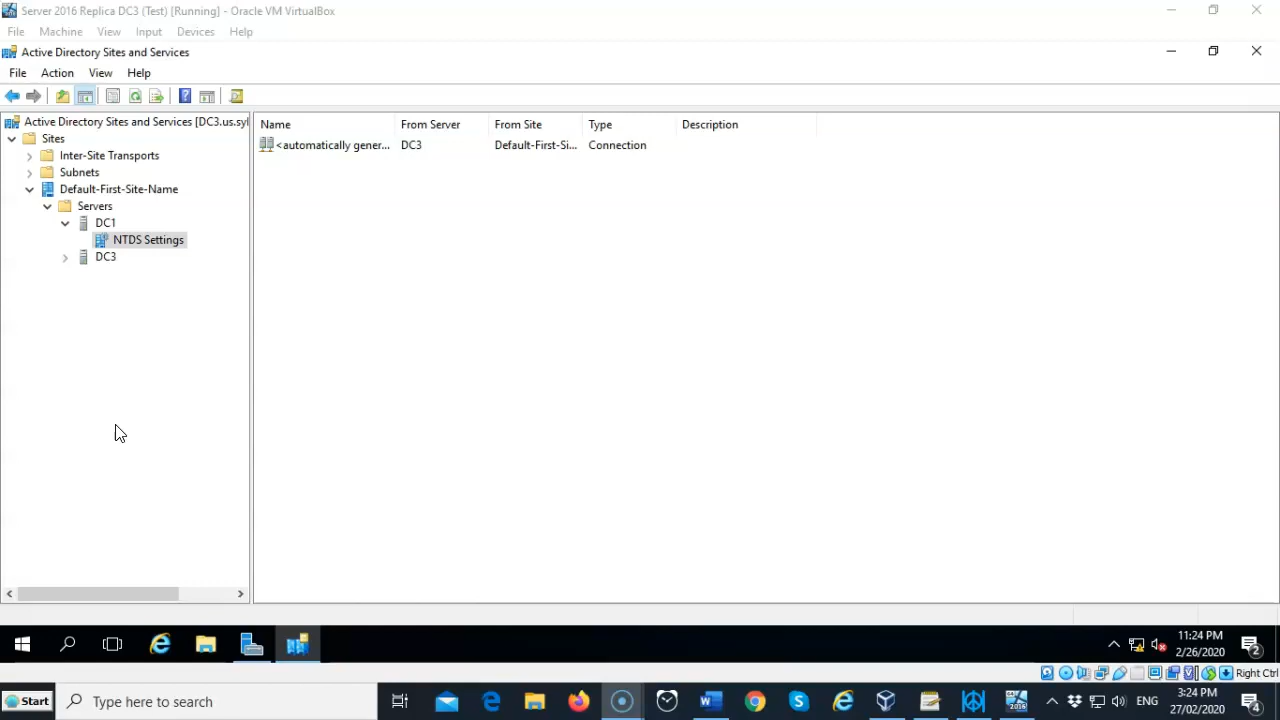 Server 2016 Replica DC3 (Test) [Running] - Oracle VM VirtualBox
File Machine View Input Devices Help
Active Directory Sites and Services
File Action View Help
Active Directory Sites and Services [DC3.us.syl
Name From Server From Site Type Description
Sites
<automatically gener... DC3 Default-First-Si... Connection
Inter-Site Transports
Subnets
Default-First-Site-Name
Servers
DC1
NTDS Settings
DC3
11:24 PM
2/26/2020
2
Right Ctrl
Start Type here to search
2016
ENG
3:24 PM
27/02/2020
4